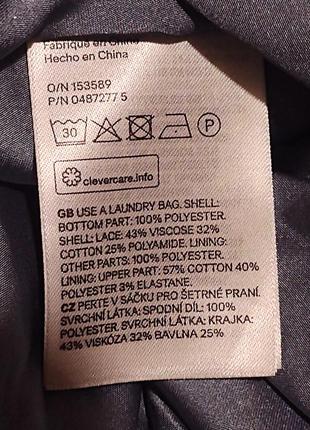 Fabriqué en Chine
Hecho en China
O/N 153589
P/N 0487277 5
30
P
clevercare.info
GB USE A LAUNDRY BAG. SHELL:
BOTTOM PART: 100% POLYESTER.
SHELL: LACE: 43% VISCOSE 32%
COTTON 25% POLYAMIDE. LINING:
OTHER PARTS: 100% POLYESTER.
LINING: UPPER PART: 57% COTTON 40%
POLYESTER 3% ELASTANE.
CZ PERTE V SÁČKU PRO ŠETRNÉ PRANÍ.
SVRCHNÍ LÁTKA: SPODNÍ DÍL: 100%
POLYESTER. SVRCHNÍ LÁTKA: KRAJKA:
43% VISKÓZA 32% BAVLNA 25%